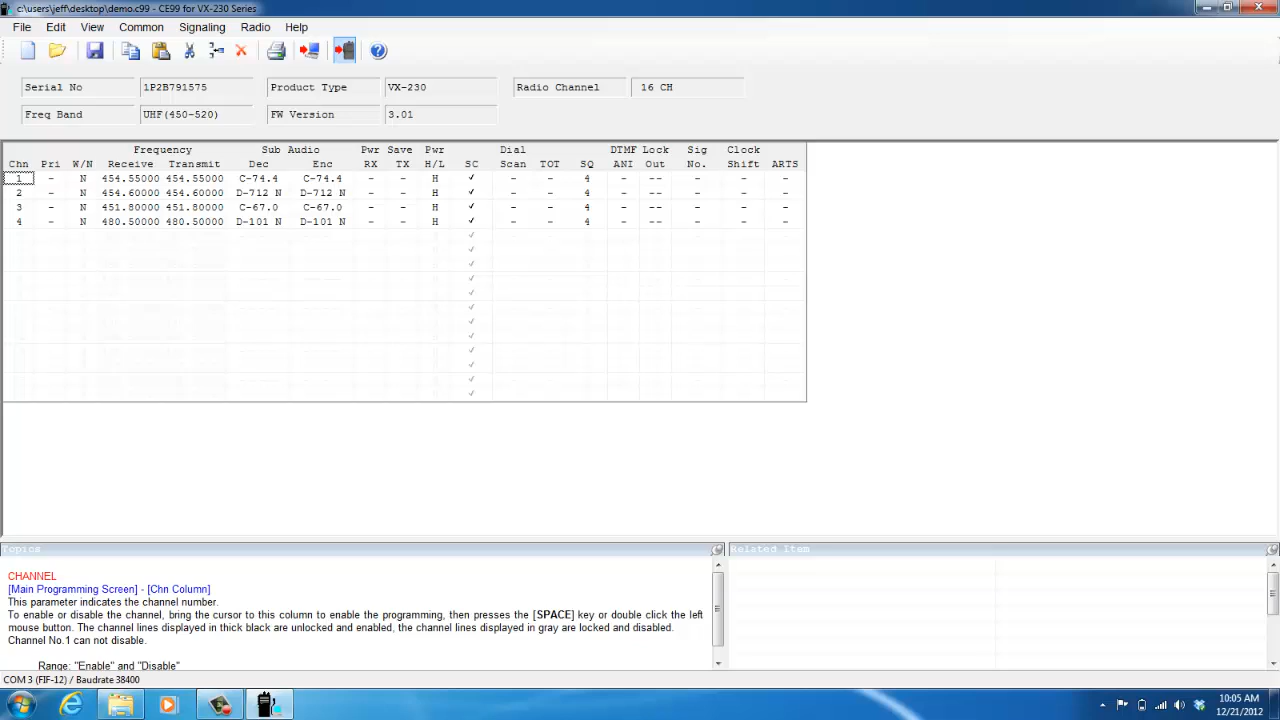 c:\users\jeff\desktop\demo.c99 - CE99 for VX-230 Series
File Edit View Common Signaling Radio Help
Serial No 1P2B791575 Product Type VX-230 Radio Channel 16 CH
Freq Band UHF(450-520) FW Version 3.01
Frequency Sub Audio Pwr Save Pwr Dial DTMF Lock Sig Clock
Chn Pri W/N Receive Transmit Dec Enc RX TX H/L SC Scan TOT SQ ANI Out No. Shift ARTS
1 - N 454.55000 454.55000 C-74.4 C-74.4 - - H ✓ - - 4 - -- - - -
2 - N 454.60000 454.60000 D-712 N D-712 N - - H ✓ - - 4 - -- - - -
3 - N 451.80000 451.80000 C-67.0 C-67.0 - - H ✓ - - 4 - -- - - -
4 - N 480.50000 480.50000 D-101 N D-101 N - - H ✓ - - 4 - -- - - -
Topics Related Item
CHANNEL
[Main Programming Screen] - [Chn Column]
This parameter indicates the channel number.
To enable or disable the channel, bring the cursor to this column to enable the programming, then presses the [SPACE] key or double click the left
mouse button. The channel lines displayed in thick black are unlocked and enabled, the channel lines displayed in gray are locked and disabled.
Channel No.1 can not disable.
Range: "Enable" and "Disable"
COM 3 (FIF-12) / Baudrate 38400
10:05 AM
12/21/2012